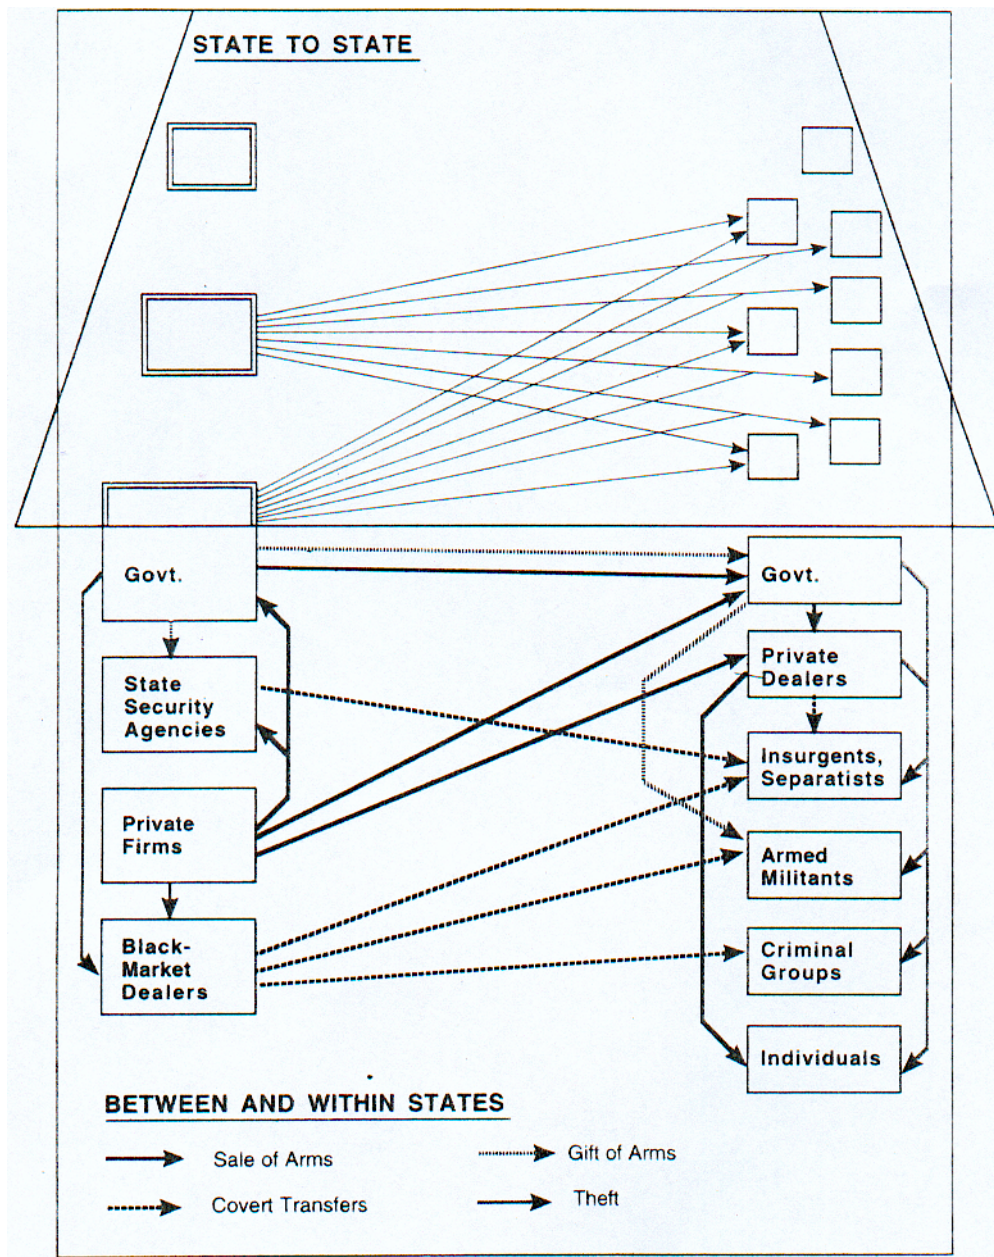 STATE TO STATE
Govt.
State
Security
Agencies
Private
Firms
Black-
Market
Dealers
Govt.
Private
Dealers
Insurgents,
Separatists
Armed
Militants
Criminal
Groups
Individuals
BETWEEN AND WITHIN STATES
Sale of Arms
Gift of Arms
Covert Transfers
Theft